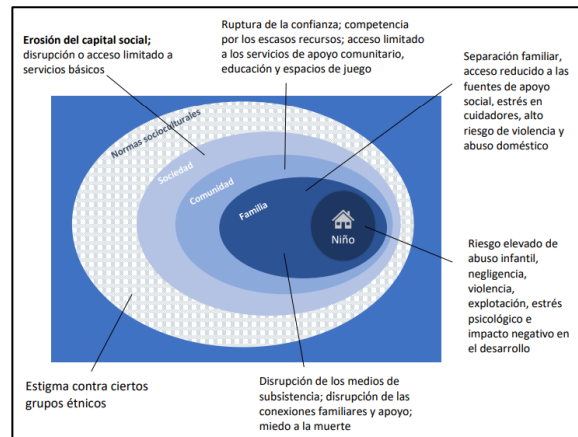 Erosión del capital social;
disrupción o acceso limitado a
servicios básicos
Ruptura de la confianza; competencia
por los escasos recursos; acceso limitado
a los servicios de apoyo comunitario,
educación y espacios de juego
Separación familiar,
acceso reducido a las
fuentes de apoyo
social, estrés en
cuidadores, alto
riesgo de violencia y
abuso doméstico
Normas socioculturales
Sociedad
Comunidad
Familia
Niño
Riesgo elevado de
abuso infantil,
negligencia,
violencia,
explotación, estrés
psicológico e
impacto negativo en
el desarrollo
Estigma contra ciertos
grupos étnicos
Disrupción de los medios de
subsistencia; disrupción de las
conexiones familiares y apoyo;
miedo a la muerte